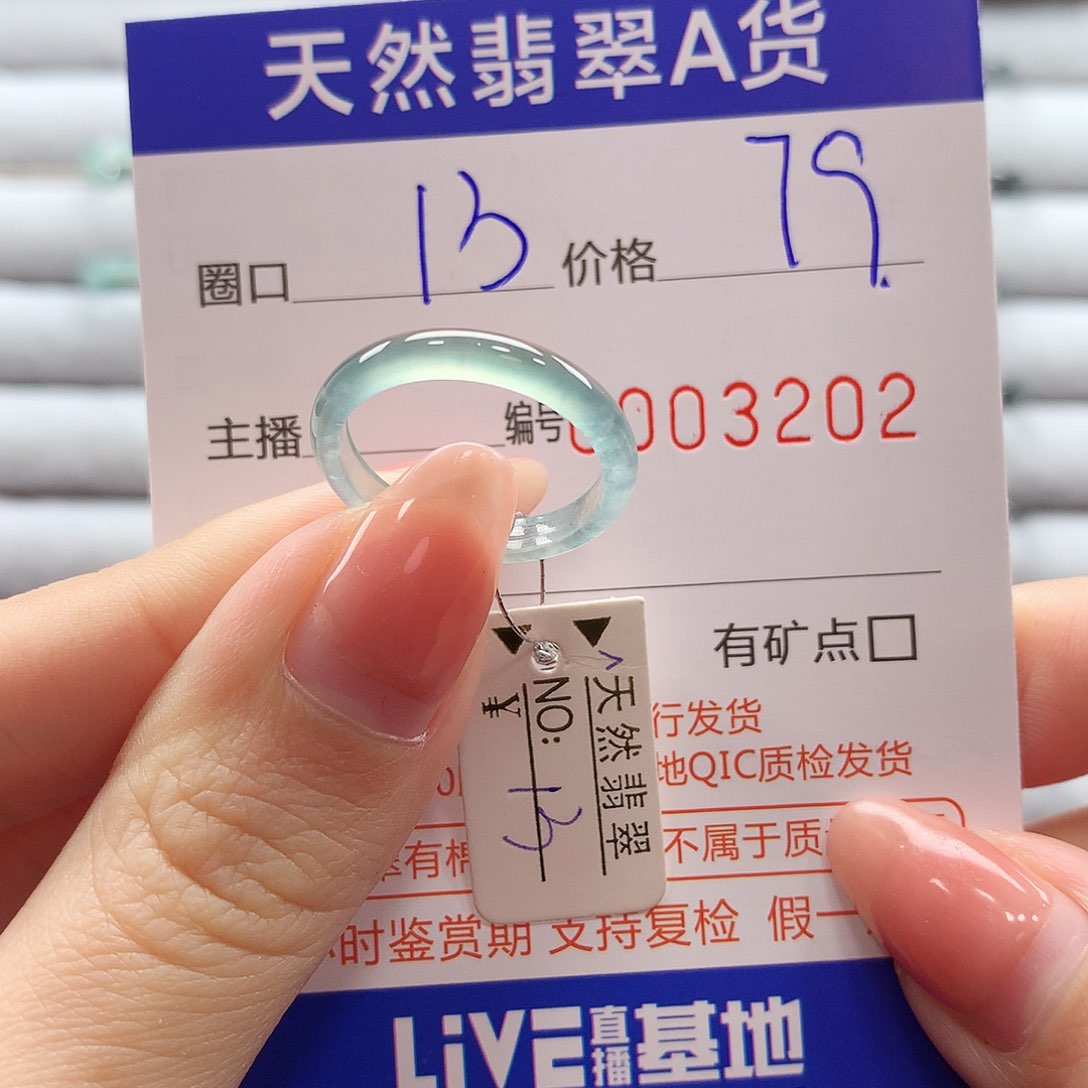 天然翡翠A货
圈口 13 价格 79.
主播 编号 0003202
有矿点
行发货
地QIC质检发货
有棉 不属于质
时鉴赏期 支持复检 假一
天然翡翠
NO:
¥ 13
LiVE直播基地